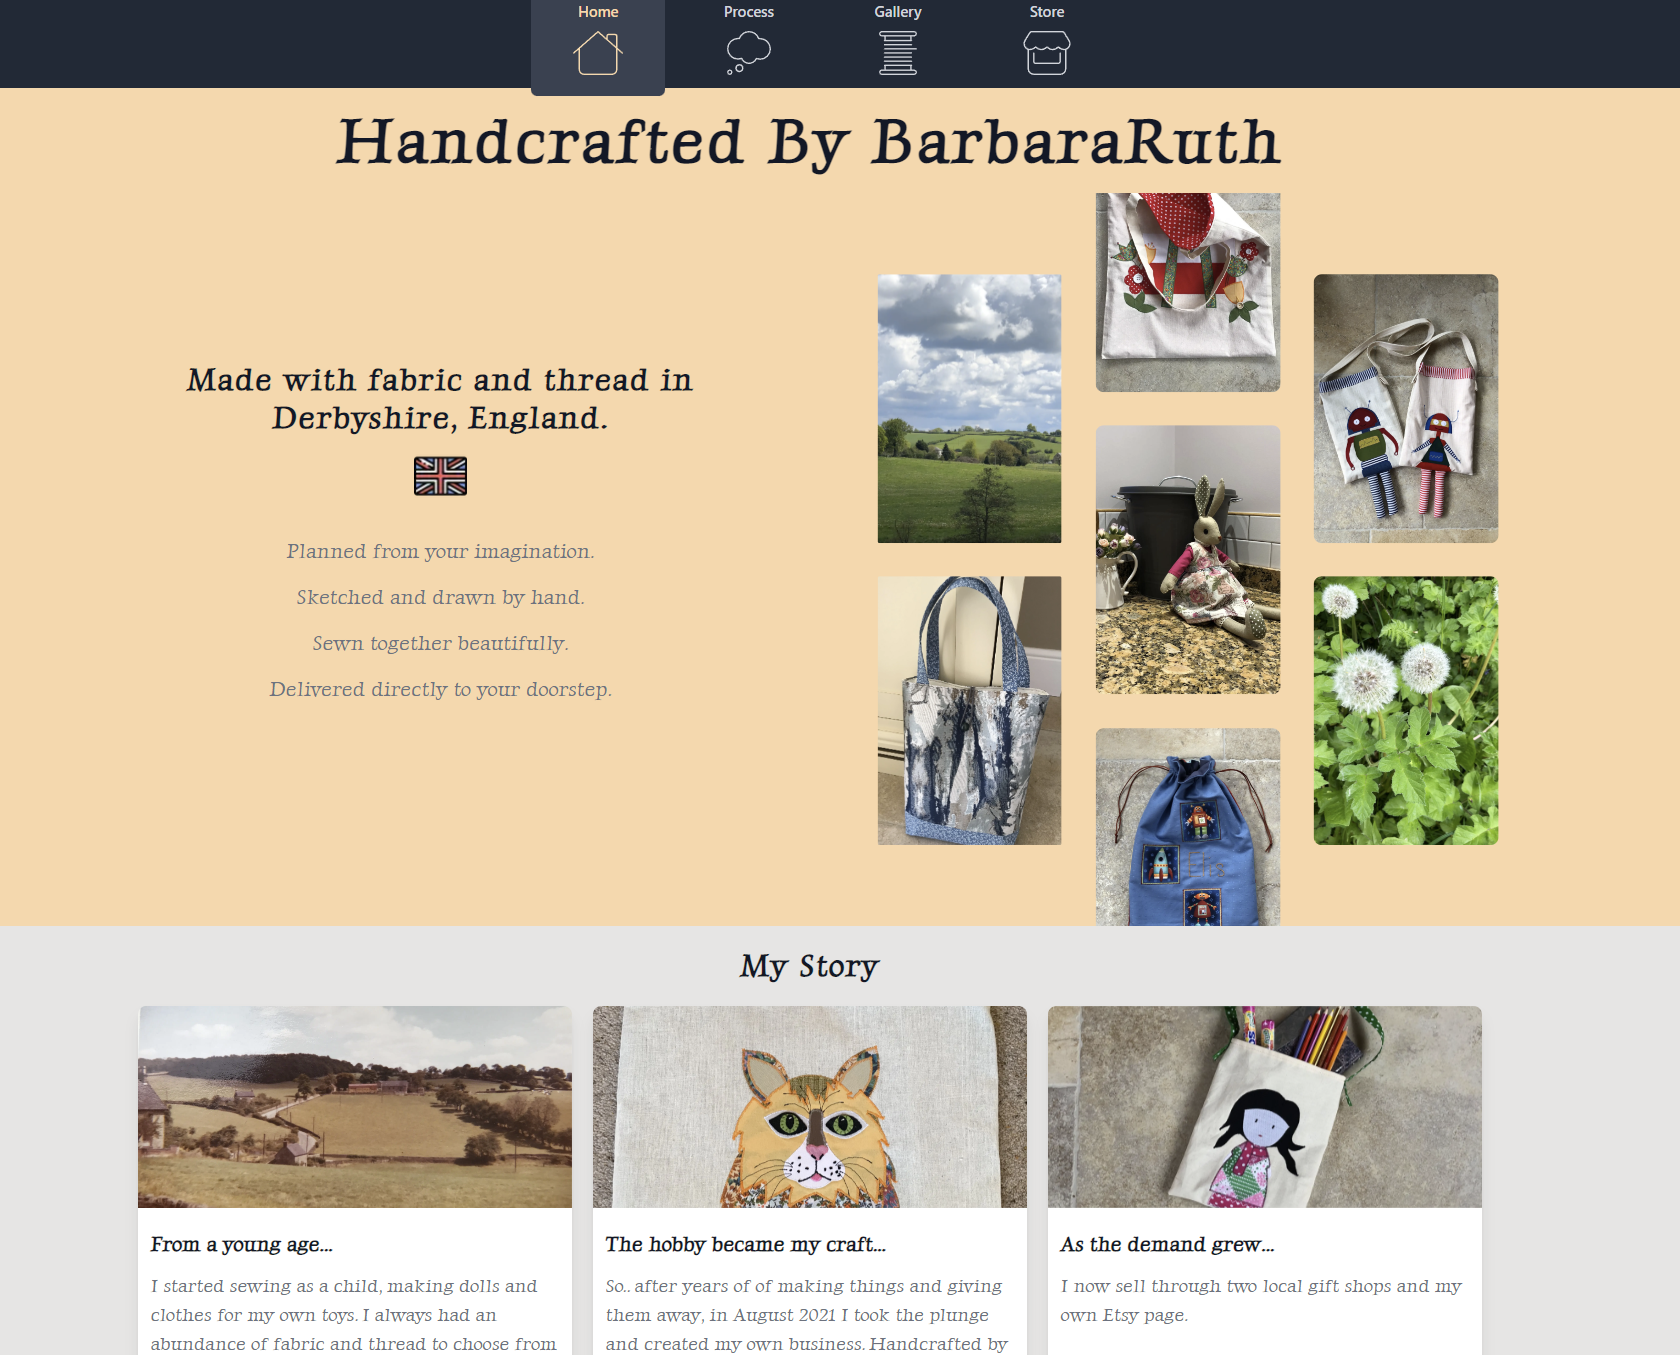 Home
Process
Gallery
Store
Handcrafted By BarbaraRuth
Made with fabric and thread in
Derbyshire, England.
Planned from your imagination.
Sketched and drawn by hand.
Sewn together beautifully.
Delivered directly to your doorstep.
Ellis
My Story
From a young age...
I started sewing as a child, making dolls and
clothes for my own toys. I always had an
abundance of fabric and thread to choose from
The hobby became my craft...
So.. after years of of making things and giving
them away, in August 2021 I took the plunge
and created my own business. Handcrafted by
As the demand grew...
I now sell through two local gift shops and my
own Etsy page.